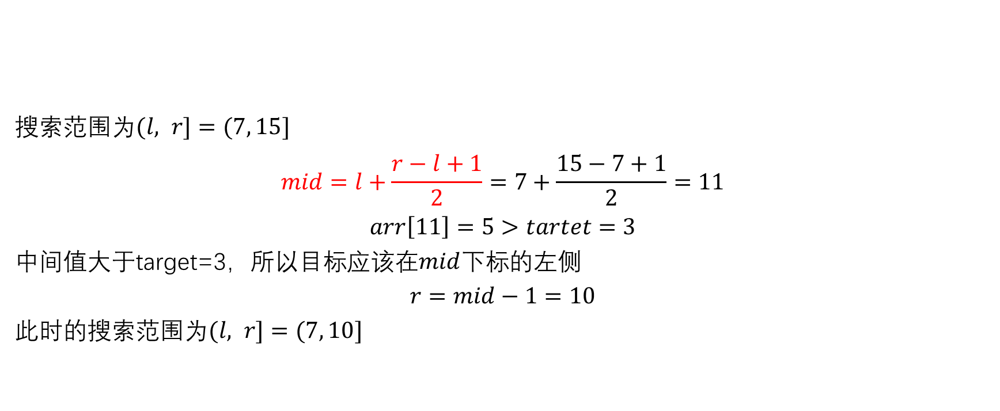 搜索范围为(l, r] = (7,15]
mid = l + \frac{r − l + 1}{2} = 7 + \frac{15 − 7 + 1}{2} = 11
arr[11] = 5 > tartet = 3
中间值大于target=3，所以目标应该在mid下标的左侧
r = mid − 1 = 10
此时的搜索范围为(l, r] = (7,10]